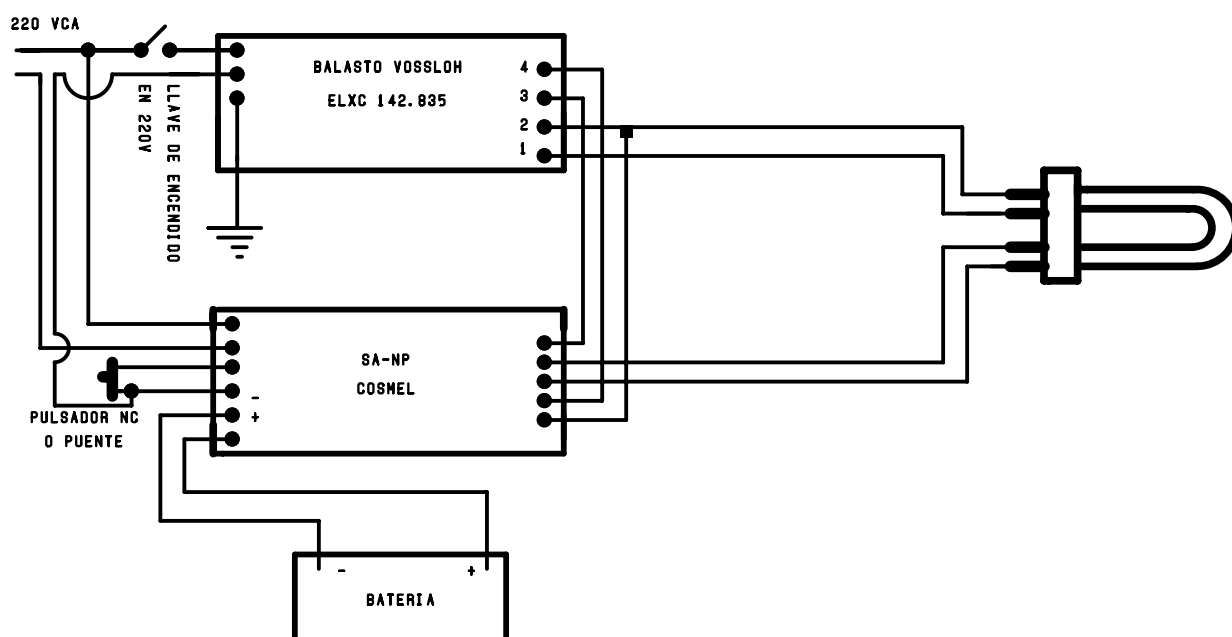 220 VCA
BALASTO VOSSLOH
ELXC 142.835
4
3
2
1
LLAVE DE ENCENDIDO
EN 220V
SA-NP
COSMEL
-
+
PULSADOR NC
O PUENTE
- +
BATERIA